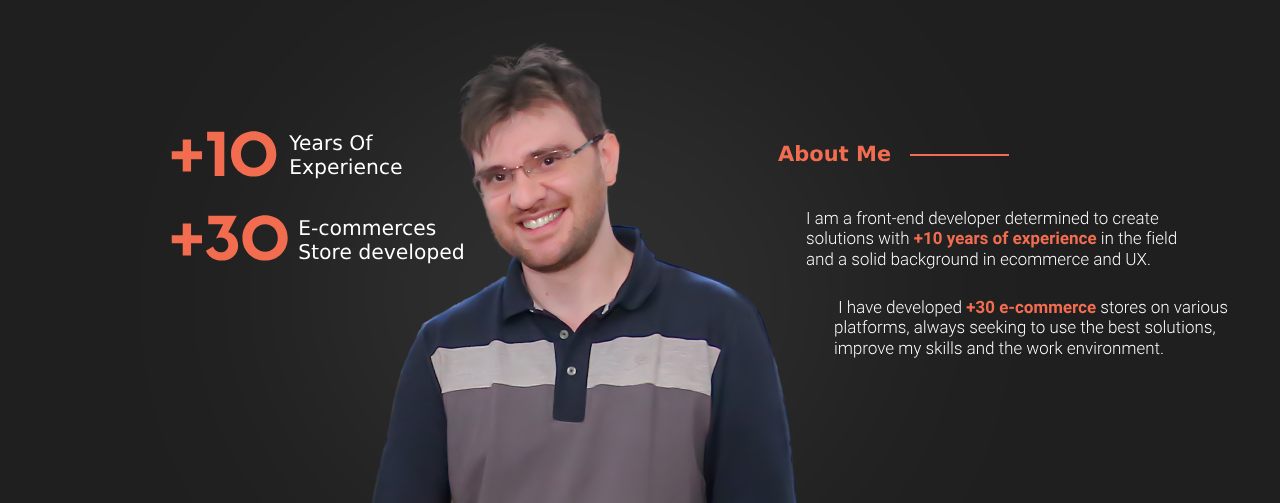 +10 Years Of
Experience
+30 E-commerces
Store developed
About Me
I am a front-end developer determined to create
solutions with +10 years of experience in the field
and a solid background in ecommerce and UX.
I have developed +30 e-commerce stores on various
platforms, always seeking to use the best solutions,
improve my skills and the work environment.